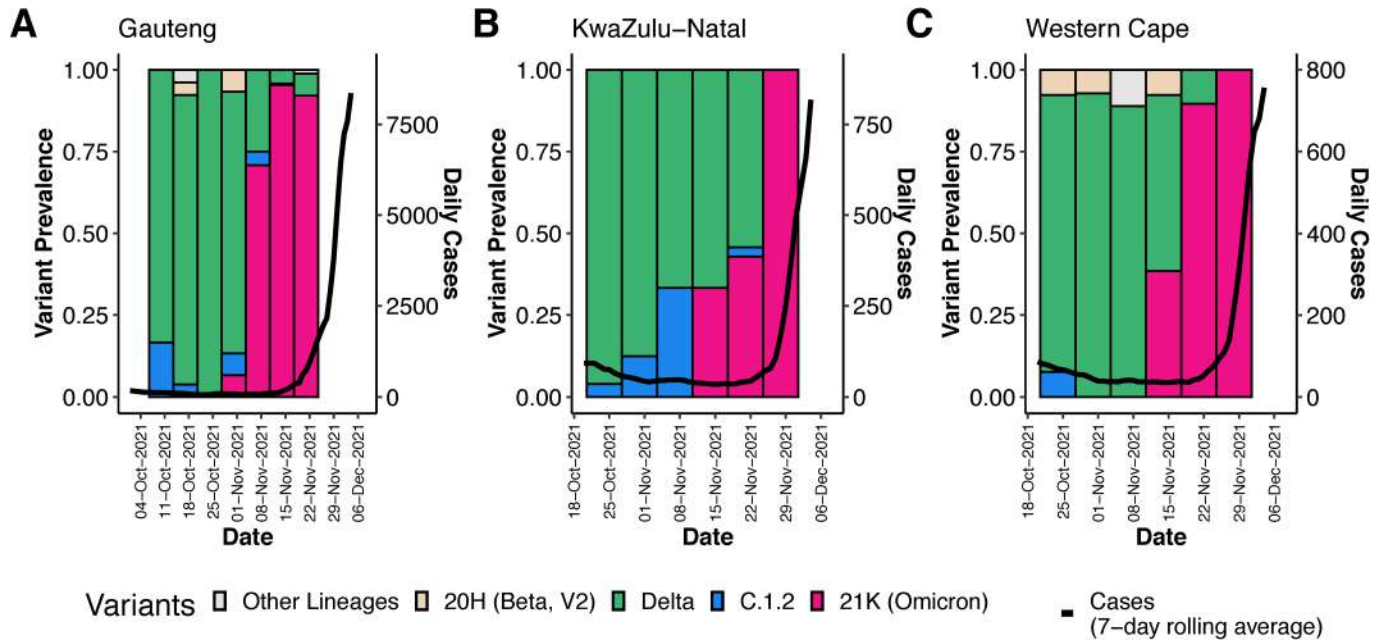 A
Gauteng
1.00
0.75
0.50
0.25
0.00
Variant Prevalence
7500
5000
2500
0
Daily Cases
04-Oct-2021
11-Oct-2021
18-Oct-2021
25-Oct-2021
01-Nov-2021
08-Nov-2021
15-Nov-2021
22-Nov-2021
29-Nov-2021
06-Dec-2021
Date
B
KwaZulu-Natal
1.00
0.75
0.50
0.25
0.00
Variant Prevalence
750
500
250
0
Daily Cases
18-Oct-2021
25-Oct-2021
01-Nov-2021
08-Nov-2021
15-Nov-2021
22-Nov-2021
29-Nov-2021
06-Dec-2021
Date
C
Western Cape
1.00
0.75
0.50
0.25
0.00
Variant Prevalence
800
600
400
200
0
Daily Cases
18-Oct-2021
25-Oct-2021
01-Nov-2021
08-Nov-2021
15-Nov-2021
22-Nov-2021
29-Nov-2021
06-Dec-2021
Date
Variants Other Lineages 20H (Beta, V2) Delta C.1.2 21K (Omicron)
Cases
(7-day rolling average)